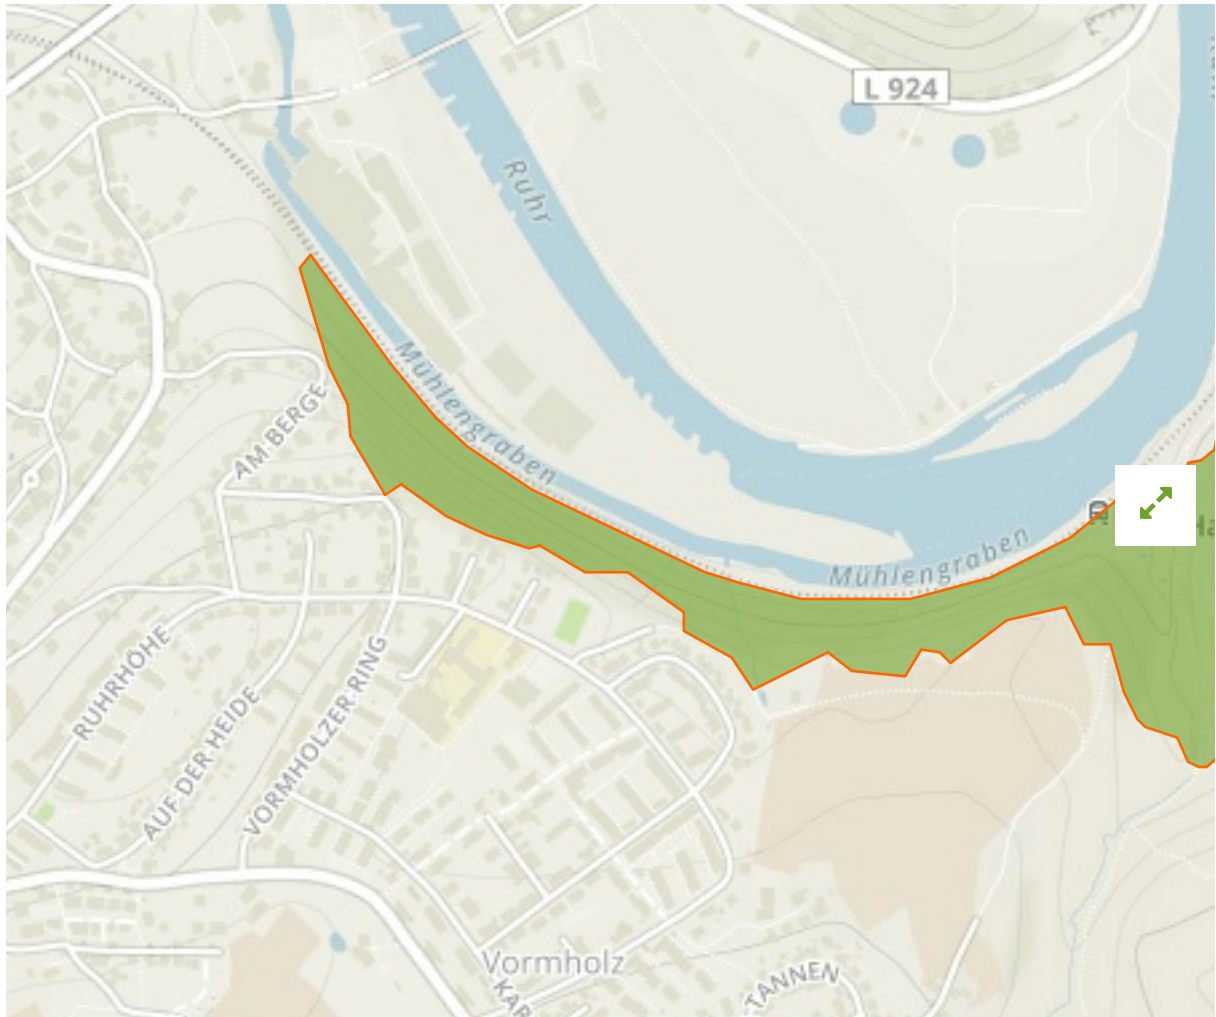 L 924
Ruhr
Mühlengraben
AM BERGE
Mühlengraben
RUHRHÖHE
AUF DER HEIDE
VORMHOLZER RING
Vormholz
TANNEN